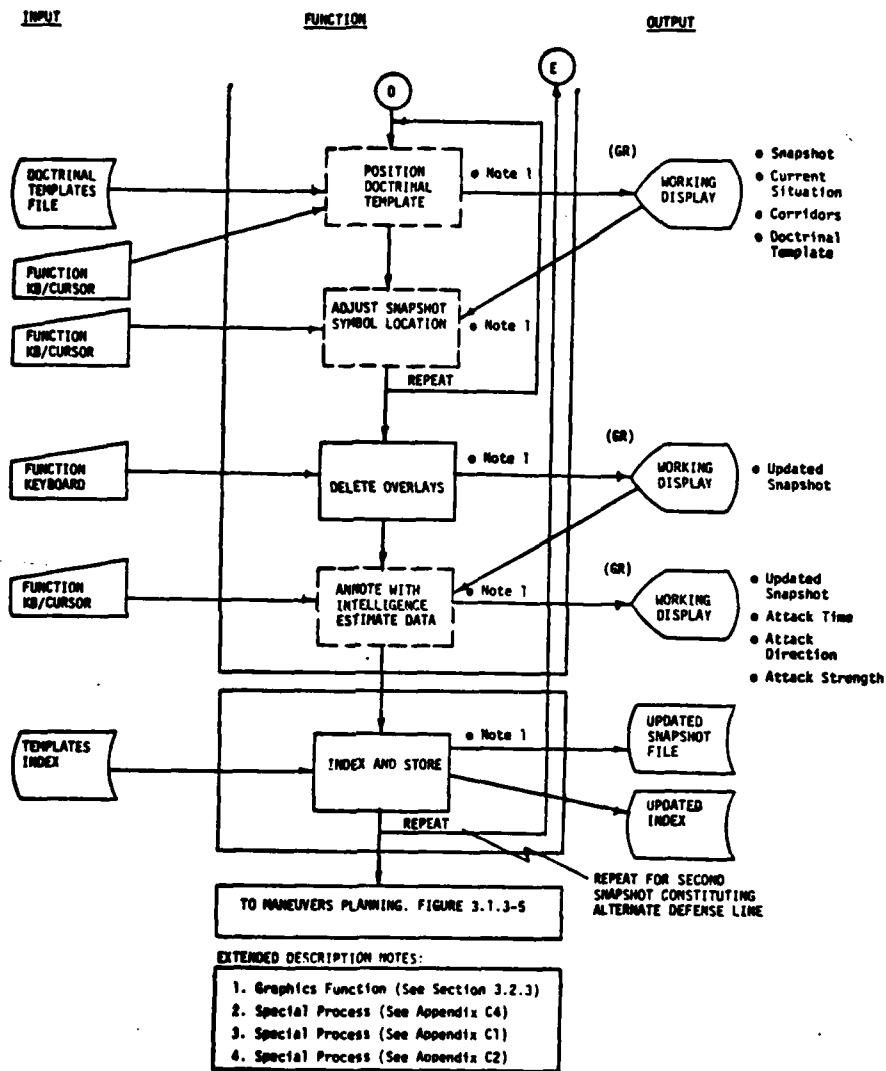 INPUT
FUNCTION
OUTPUT
E
D
(GR)
DOCTRINAL
TEMPLATES
FILE
POSITION
DOCTRINAL
TEMPLATE
• Note 1
WORKING
DISPLAY
• Snapshot
• Current
Situation
• Corridors
• Doctrinal
Template
FUNCTION
KB/CURSOR
FUNCTION
KB/CURSOR
ADJUST SNAPSHOT
SYMBOL LOCATION
• Note 1
REPEAT
(GR)
FUNCTION
KEYBOARD
DELETE OVERLAYS
• Note 1
WORKING
DISPLAY
• Updated
Snapshot
(GR)
FUNCTION
KB/CURSOR
ANNOTE WITH
INTELLIGENCE
ESTIMATE DATA
• Note 1
WORKING
DISPLAY
• Updated
Snapshot
• Attack Time
• Attack
Direction
• Attack Strength
TEMPLATES
INDEX
INDEX AND STORE
• Note 1
UPDATED
SNAPSHOT
FILE
UPDATED
INDEX
REPEAT
REPEAT FOR SECOND
SNAPSHOT CONSTITUTING
ALTERNATE DEFENSE LINE
TO MANEUVERS PLANNING. FIGURE 3.1.3-5
EXTENDED DESCRIPTION NOTES:
1. Graphics Function (See Section 3.2.3)
2. Special Process (See Appendix C4)
3. Special Process (See Appendix C1)
4. Special Process (See Appendix C2)